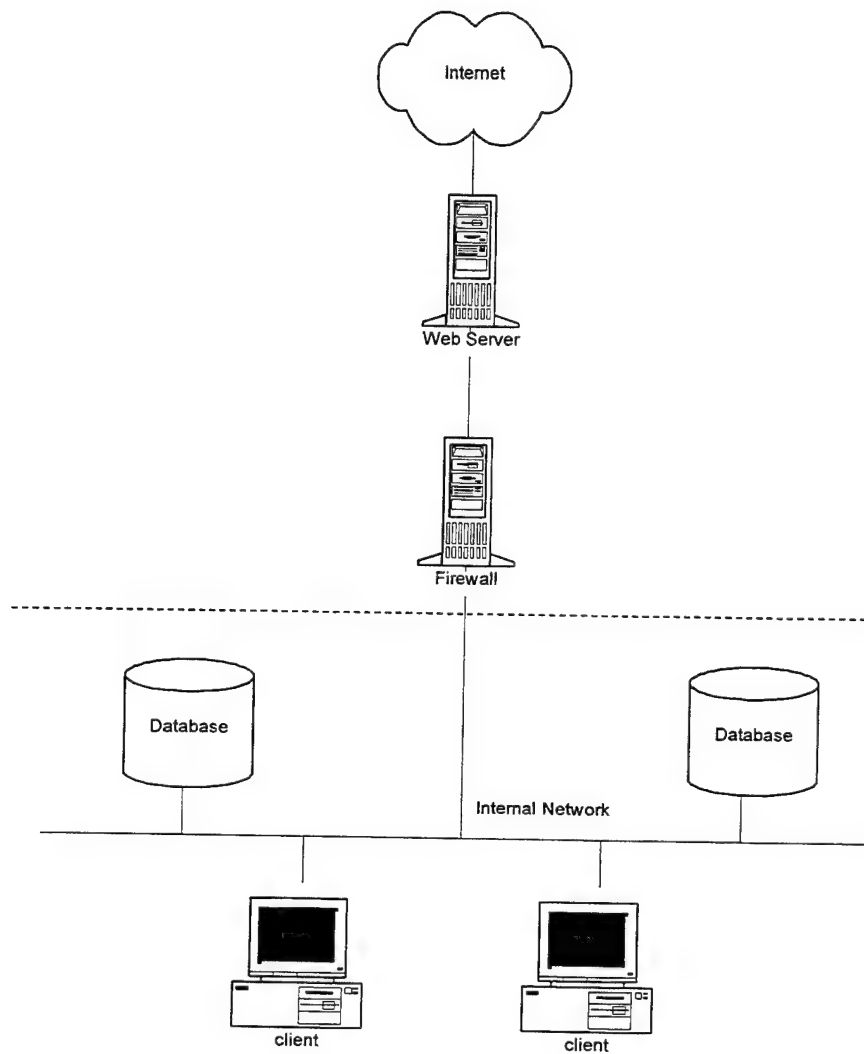 Internet
Web Server
Firewall
Database
Database
Internal Network
client
client